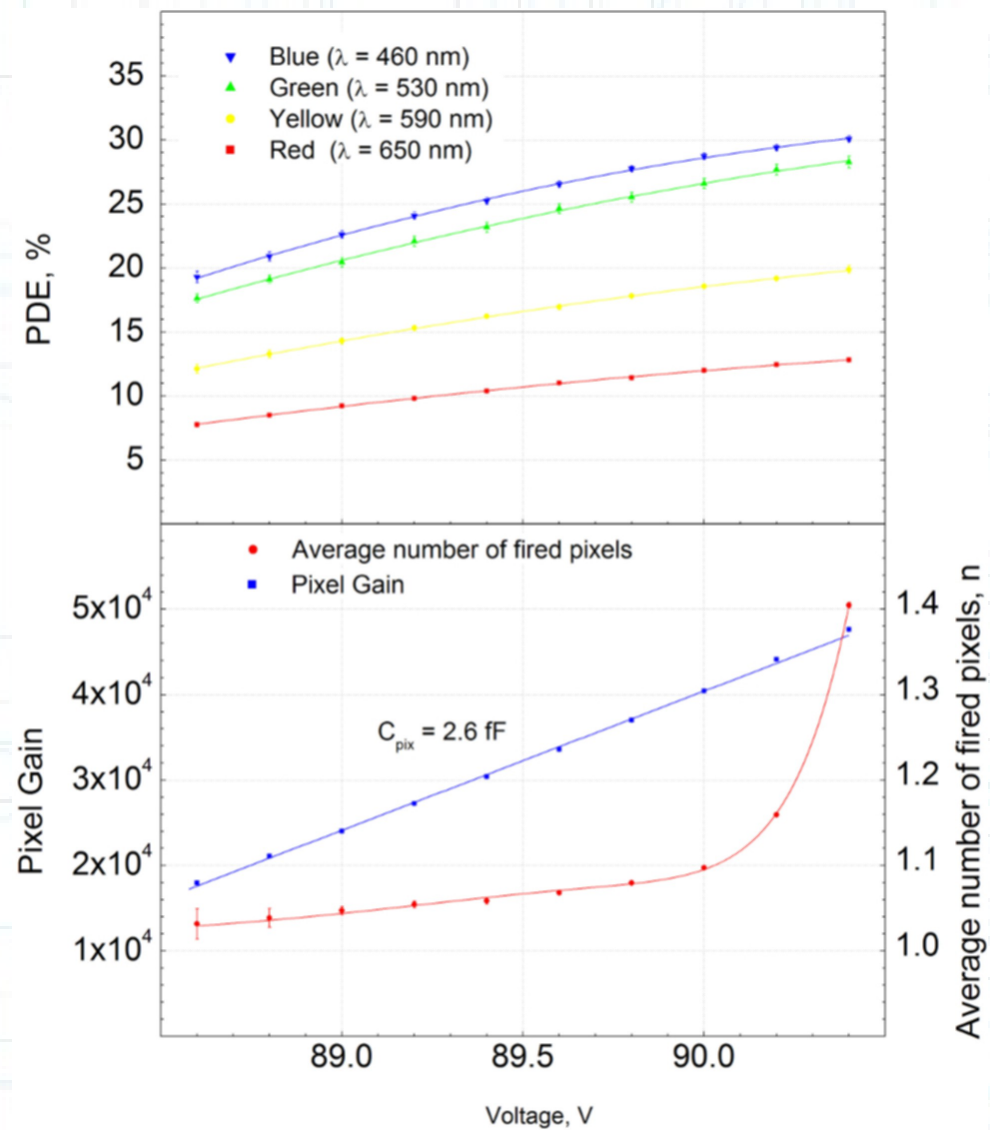 Blue (λ = 460 nm)
Green (λ = 530 nm)
Yellow (λ = 590 nm)
Red (λ = 650 nm)
35
30
25
20
15
10
5
PDE, %
Average number of fired pixels
Pixel Gain
5x10⁴
4x10⁴
3x10⁴
2x10⁴
1x10⁴
Pixel Gain
C_pix = 2.6 fF
1.4
1.3
1.2
1.1
1.0
Average number of fired pixels, n
89.0 89.5 90.0
Voltage, V